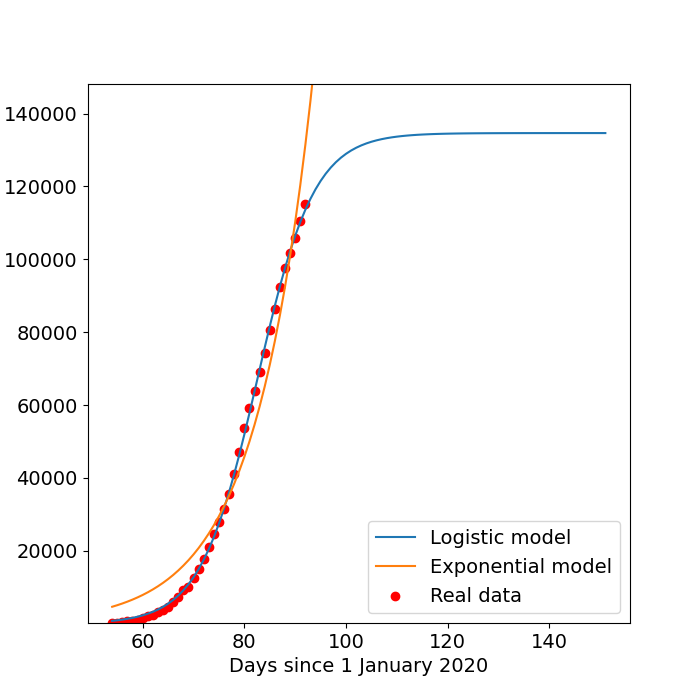 140000
120000
100000
80000
60000
40000
20000
Logistic model
Exponential model
Real data
60 80 100 120 140
Days since 1 January 2020